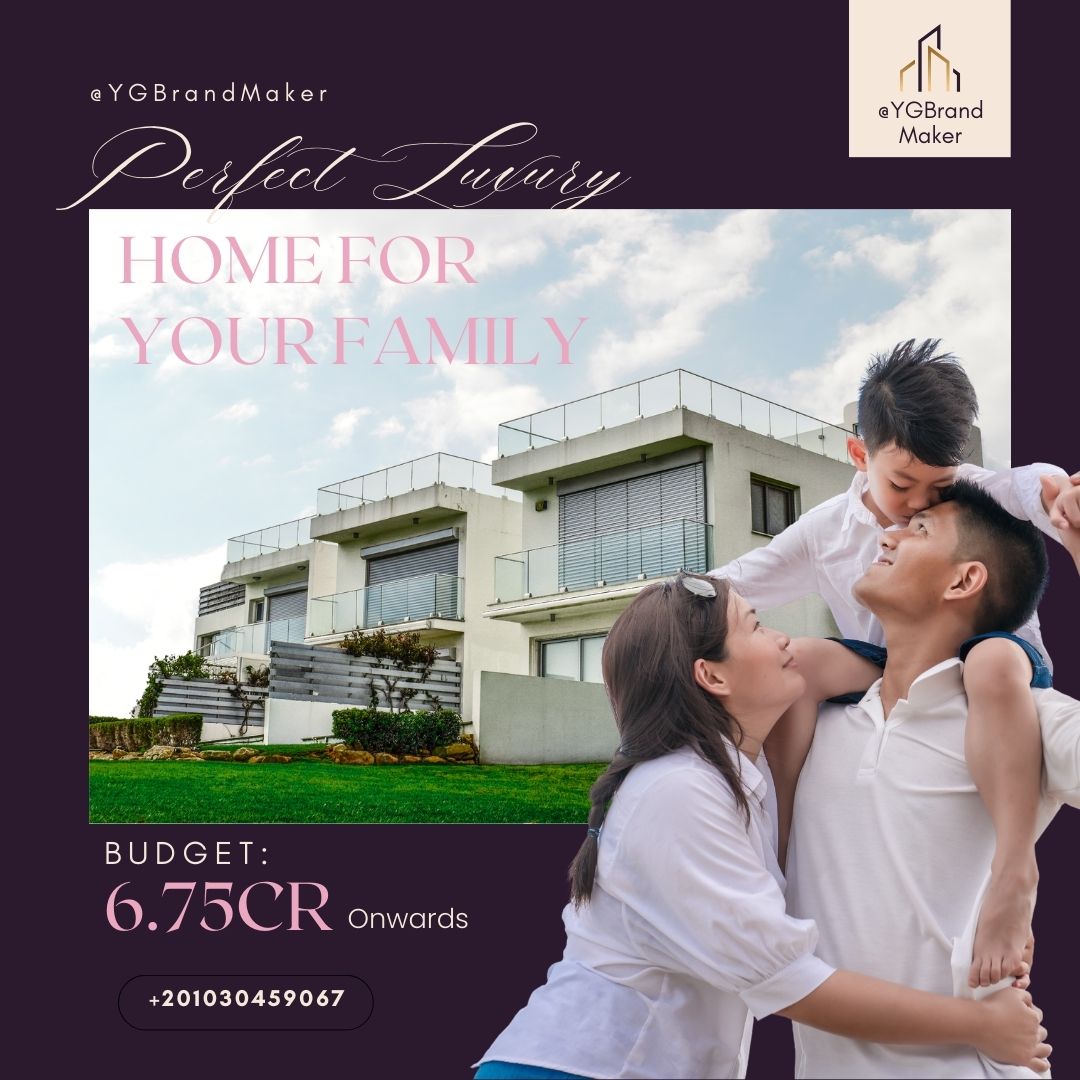 @YGBrandMaker
@YGBrand
Maker
Perfect Luxury
HOME FOR
YOUR FAMILY
BUDGET:
6.75CR Onwards
+201030459067